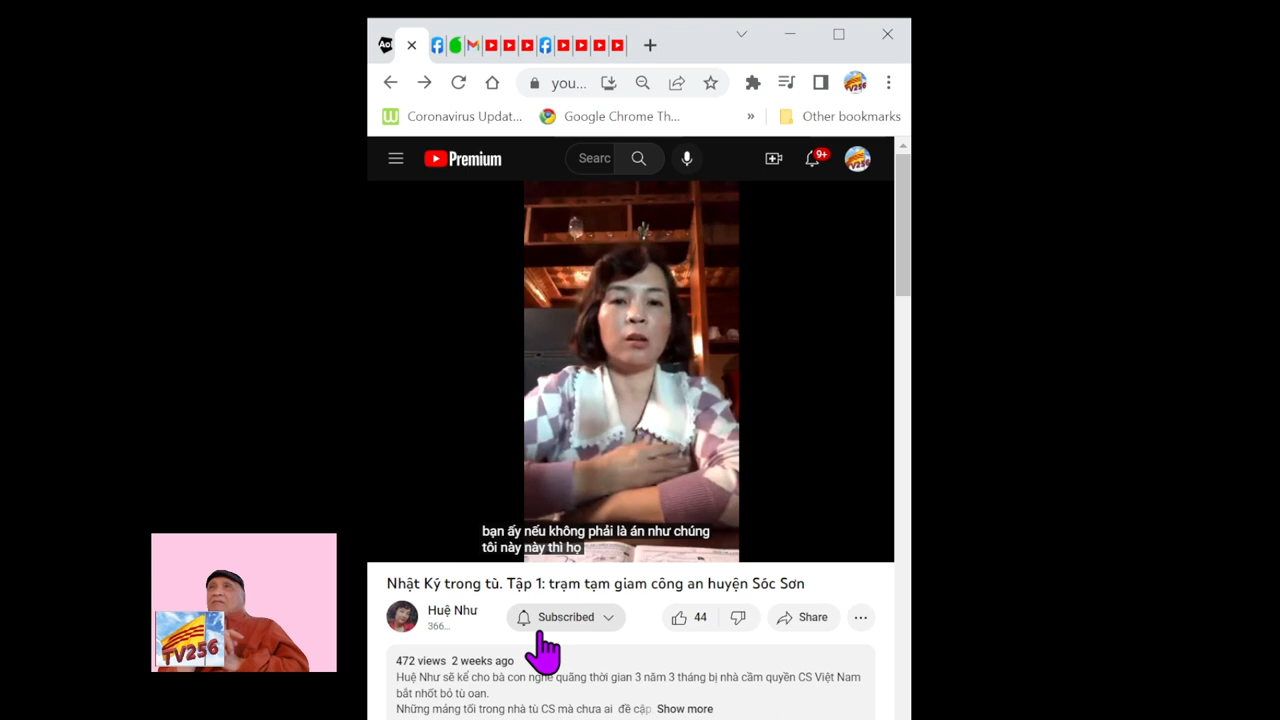 Aol
you...
Coronavirus Updat...
Google Chrome Th...
»
Other bookmarks
Premium
Searc
9+
bạn ấy nếu không phải là án như chúng
tôi này này thì họ
Nhật Ký trong tù. Tập 1: trạm tạm giam công an huyện Sóc Sơn
Huệ Như
366...
Subscribed
44
Share
472 views 2 weeks ago
Huệ Như sẽ kể cho bà con nghe quãng thời gian 3 năm 3 tháng bị nhà cầm quyền CS Việt Nam
bắt nhốt bỏ tù oan.
Những mảng tối trong nhà tù CS mà chưa ai đề cập Show more
TV256